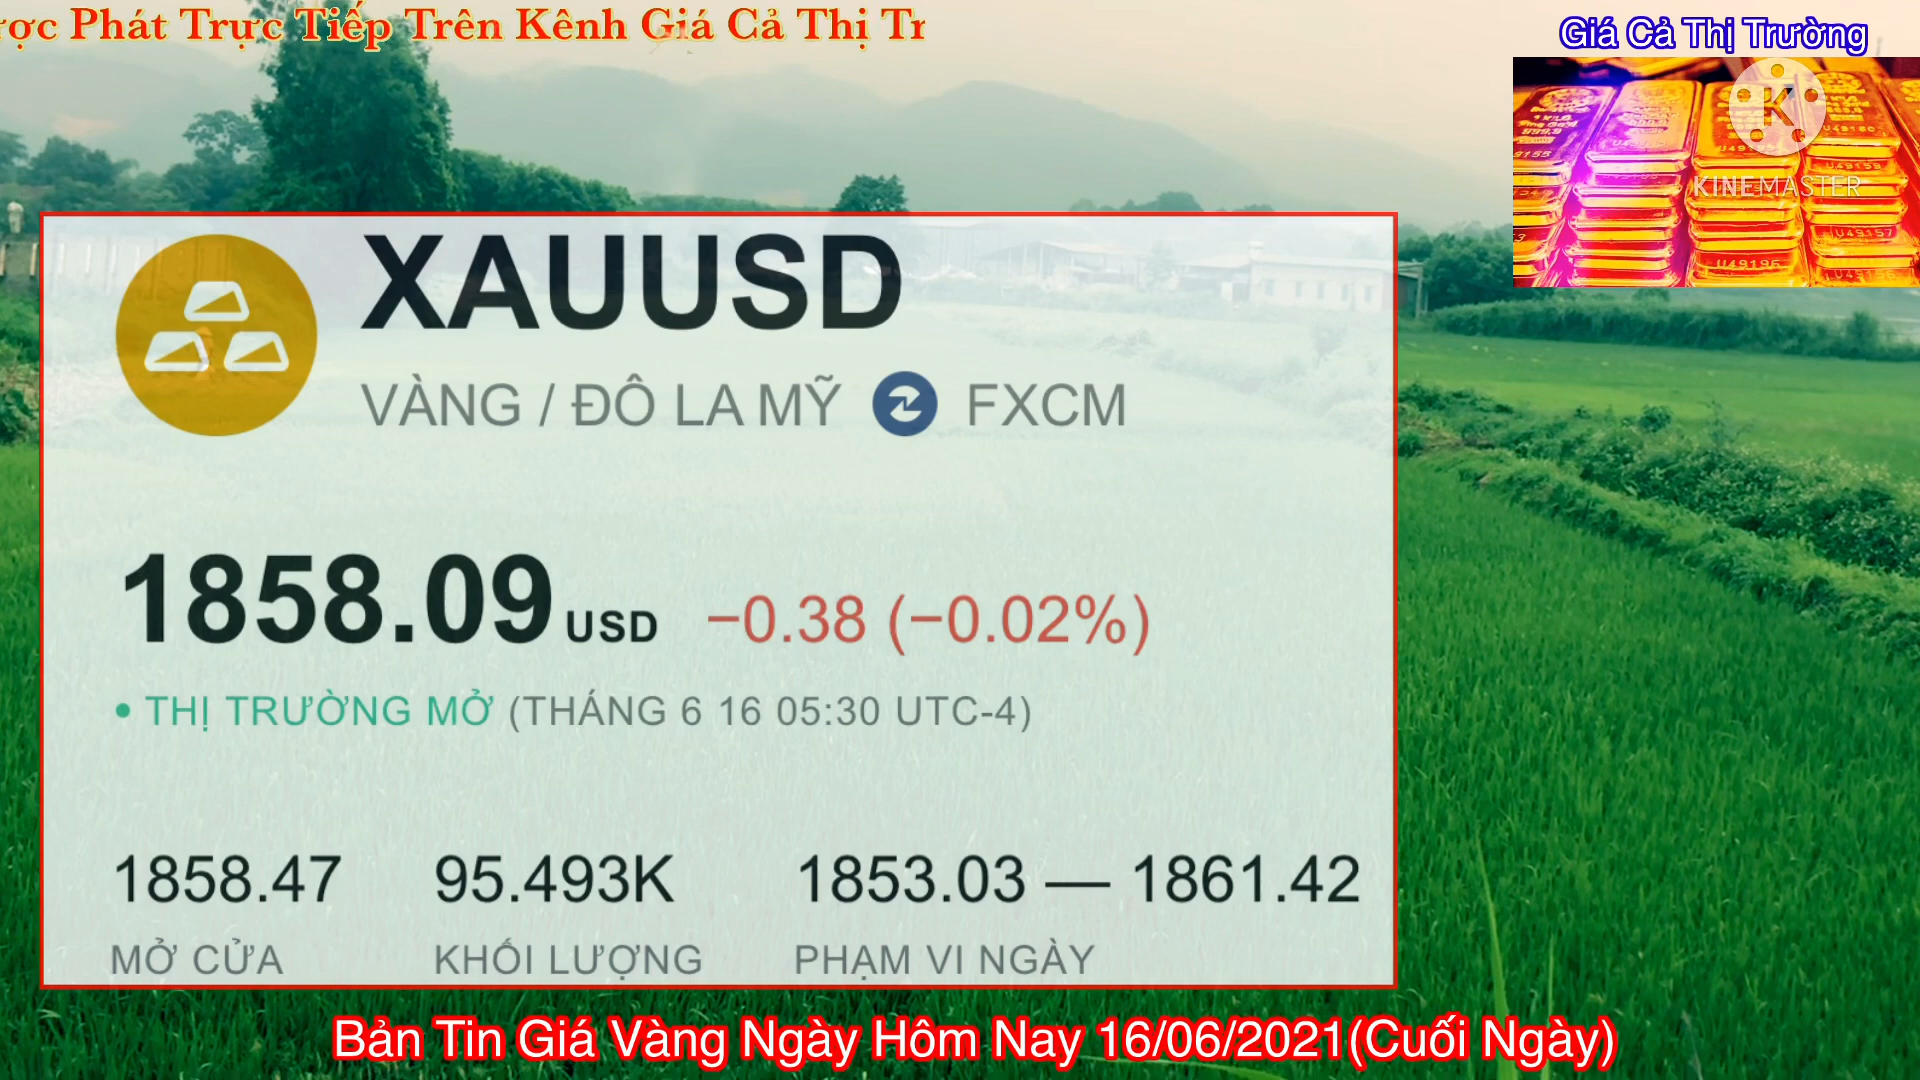 Phát Trực Tiếp Trên Kênh Giá Cả Thị
Giá Cả Thị Trường
KINEMASTER
XAUUSD
VÀNG / ĐÔ LA MỸ FXCM
1858.09 USD −0.38 (−0.02%)
• THỊ TRƯỜNG MỞ (THÁNG 6 16 05:30 UTC-4)
1858.47 95.493K 1853.03 — 1861.42
MỞ CỬA KHỐI LƯỢNG PHẠM VI NGÀY
Bản Tin Giá Vàng Ngày Hôm Nay 16/06/2021(Cuối Ngày)